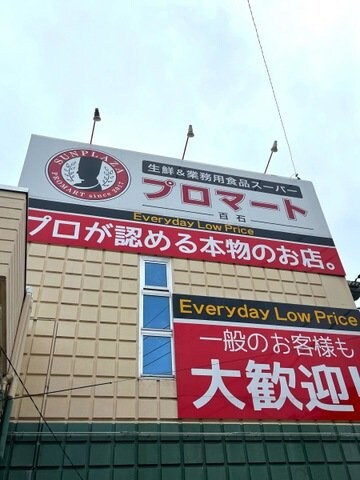 SUNPLAZA
PROMART since 2017
生鮮&業務用食品スーパー
プロマート
百石
Everyday Low Price
プロが認める本物のお店。
Everyday Low Price
一般のお客様も
大歓迎!